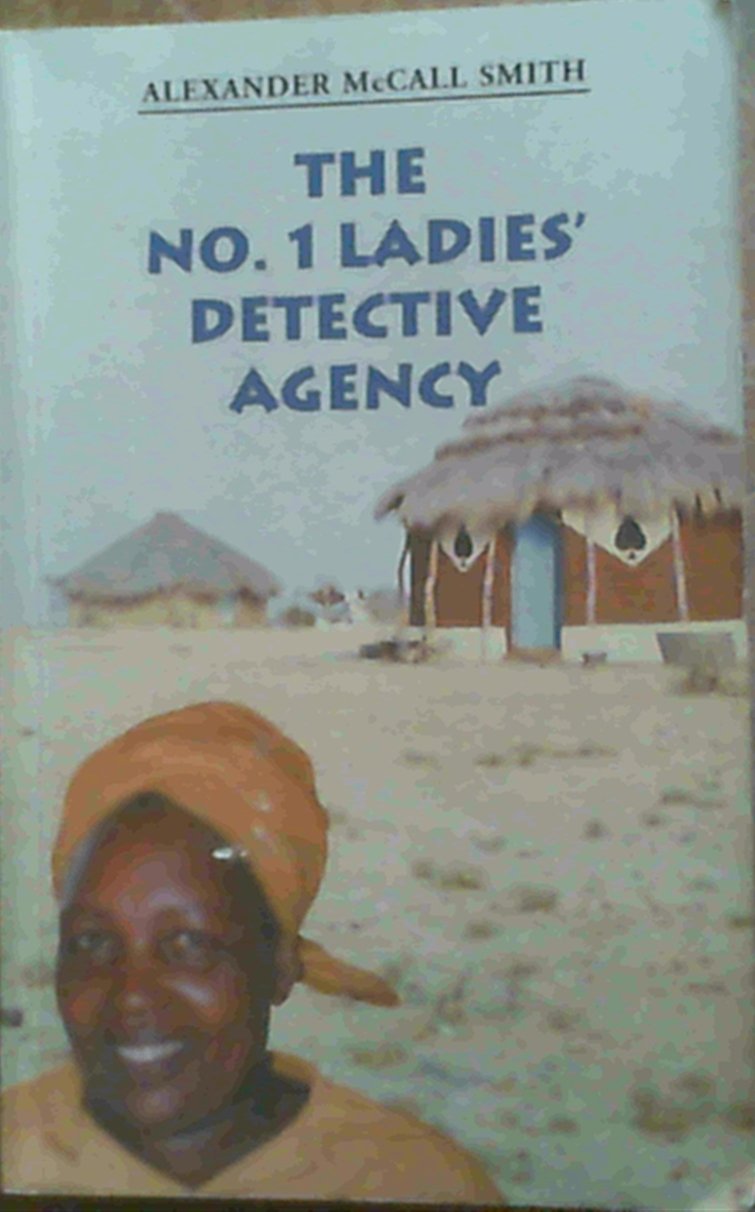 ALEXANDER McCALL SMITH
THE
NO. 1 LADIES'
DETECTIVE
AGENCY